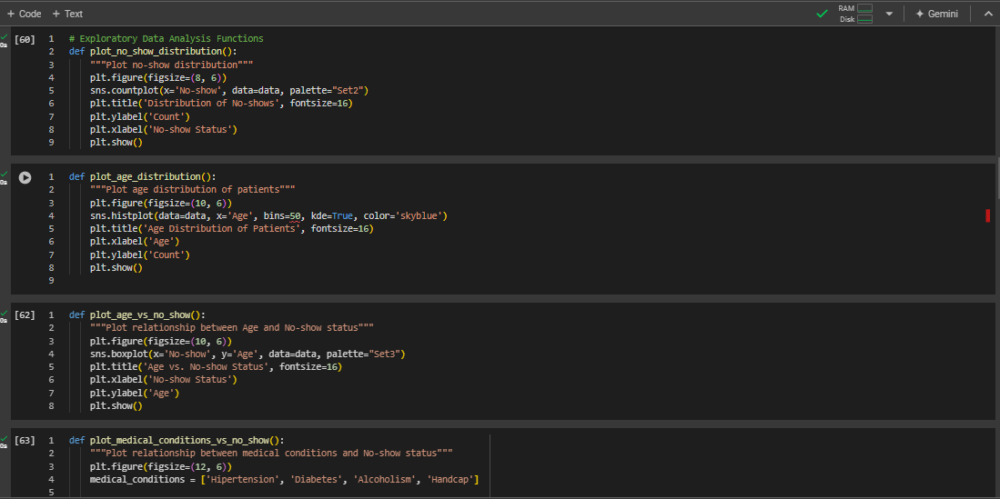 + Code + Text RAM Disk Gemini
[60] 1 # Exploratory Data Analysis Functions
2 def plot_no_show_distribution():
3 """Plot no-show distribution"""
4 plt.figure(figsize=(8, 6))
5 sns.countplot(x='No-show', data=data, palette="Set2")
6 plt.title('Distribution of No-shows', fontsize=16)
7 plt.ylabel('Count')
8 plt.xlabel('No-show Status')
9 plt.show()
0s
1 def plot_age_distribution():
2 """Plot age distribution of patients"""
3 plt.figure(figsize=(10, 6))
4 sns.histplot(data=data, x='Age', bins=50, kde=True, color='skyblue')
5 plt.title('Age Distribution of Patients', fontsize=16)
6 plt.xlabel('Age')
7 plt.ylabel('Count')
8 plt.show()
9
0s
[62] 1 def plot_age_vs_no_show():
2 """Plot relationship between Age and No-show status"""
3 plt.figure(figsize=(10, 6))
4 sns.boxplot(x='No-show', y='Age', data=data, palette="Set3")
5 plt.title('Age vs. No-show Status', fontsize=16)
6 plt.xlabel('No-show Status')
7 plt.ylabel('Age')
8 plt.show()
0s
[63] 1 def plot_medical_conditions_vs_no_show():
2 """Plot relationship between medical conditions and No-show status"""
3 plt.figure(figsize=(12, 6))
4 medical_conditions = ['Hipertension', 'Diabetes', 'Alcoholism', 'Handcap']
5
0s